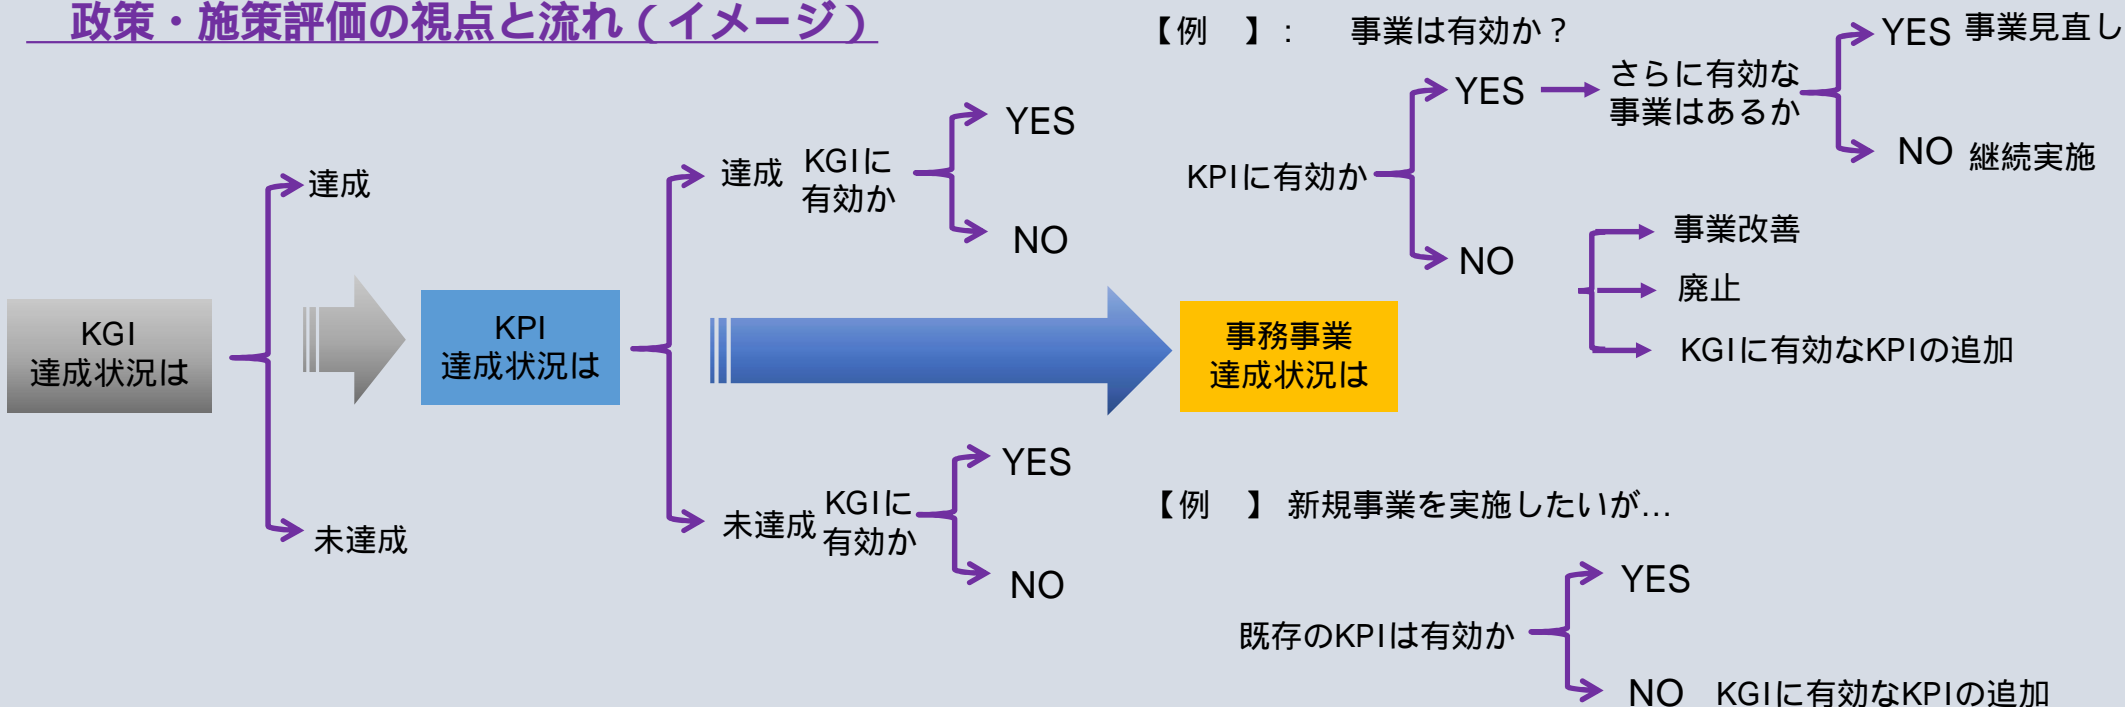 政策・施策評価の視点と流れ(イメージ)
KGI
達成状況は
達成
未達成
KPI
達成状況は
達成
KGIに
有効か
YES
NO
未達成
KGIに
有効か
YES
NO
事務事業
達成状況は
【例　】: 　事業は有効か?
KPIに有効か
YES
さらに有効な
事業はあるか
YES 事業見直し
NO 継続実施
NO
事業改善
廃止
KGIに有効なKPIの追加
【例　】 新規事業を実施したいが…
既存のKPIは有効か
YES
NO KGIに有効なKPIの追加